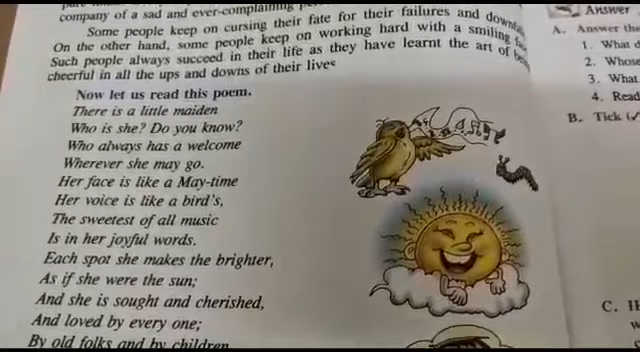 company of a sad and ever-complaining
Some people keep on cursing their fate for their failures and
On the other hand, some people keep on working hard with a smiling
Such people always succeed in their life as they have learnt the art of
cheerful in all the ups and downs of their lives
Now let us read this poem.
There is a little maiden
Who is she? Do you know?
Who always has a welcome
Wherever she may go.
Her face is like a May-time
Her voice is like a bird's,
The sweetest of all music
Is in her joyful words.
Each spot she makes the brighter,
As if she were the sun;
And she is sought and cherished,
And loved by every one;
By old folks and by children
Answer
A. Answer the
1. What
2. Whose
3. What
4. Read
B. Tick (✓
C.